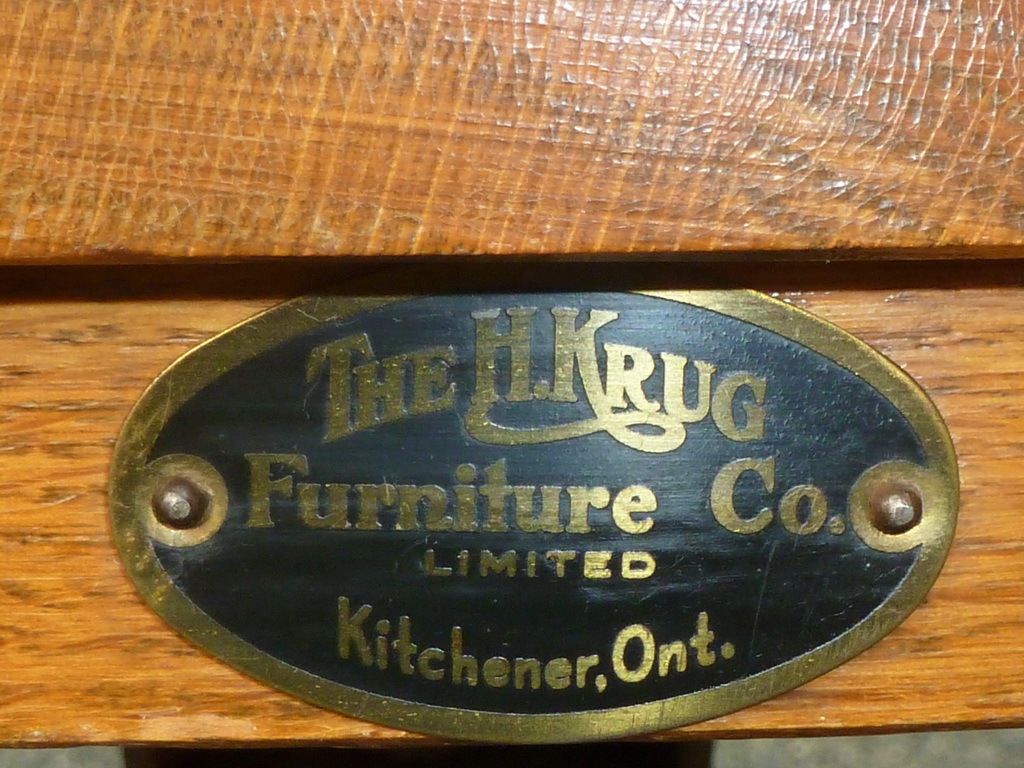 THE H.KRUG
Furniture Co.
LIMITED
Kitchener, Ont.